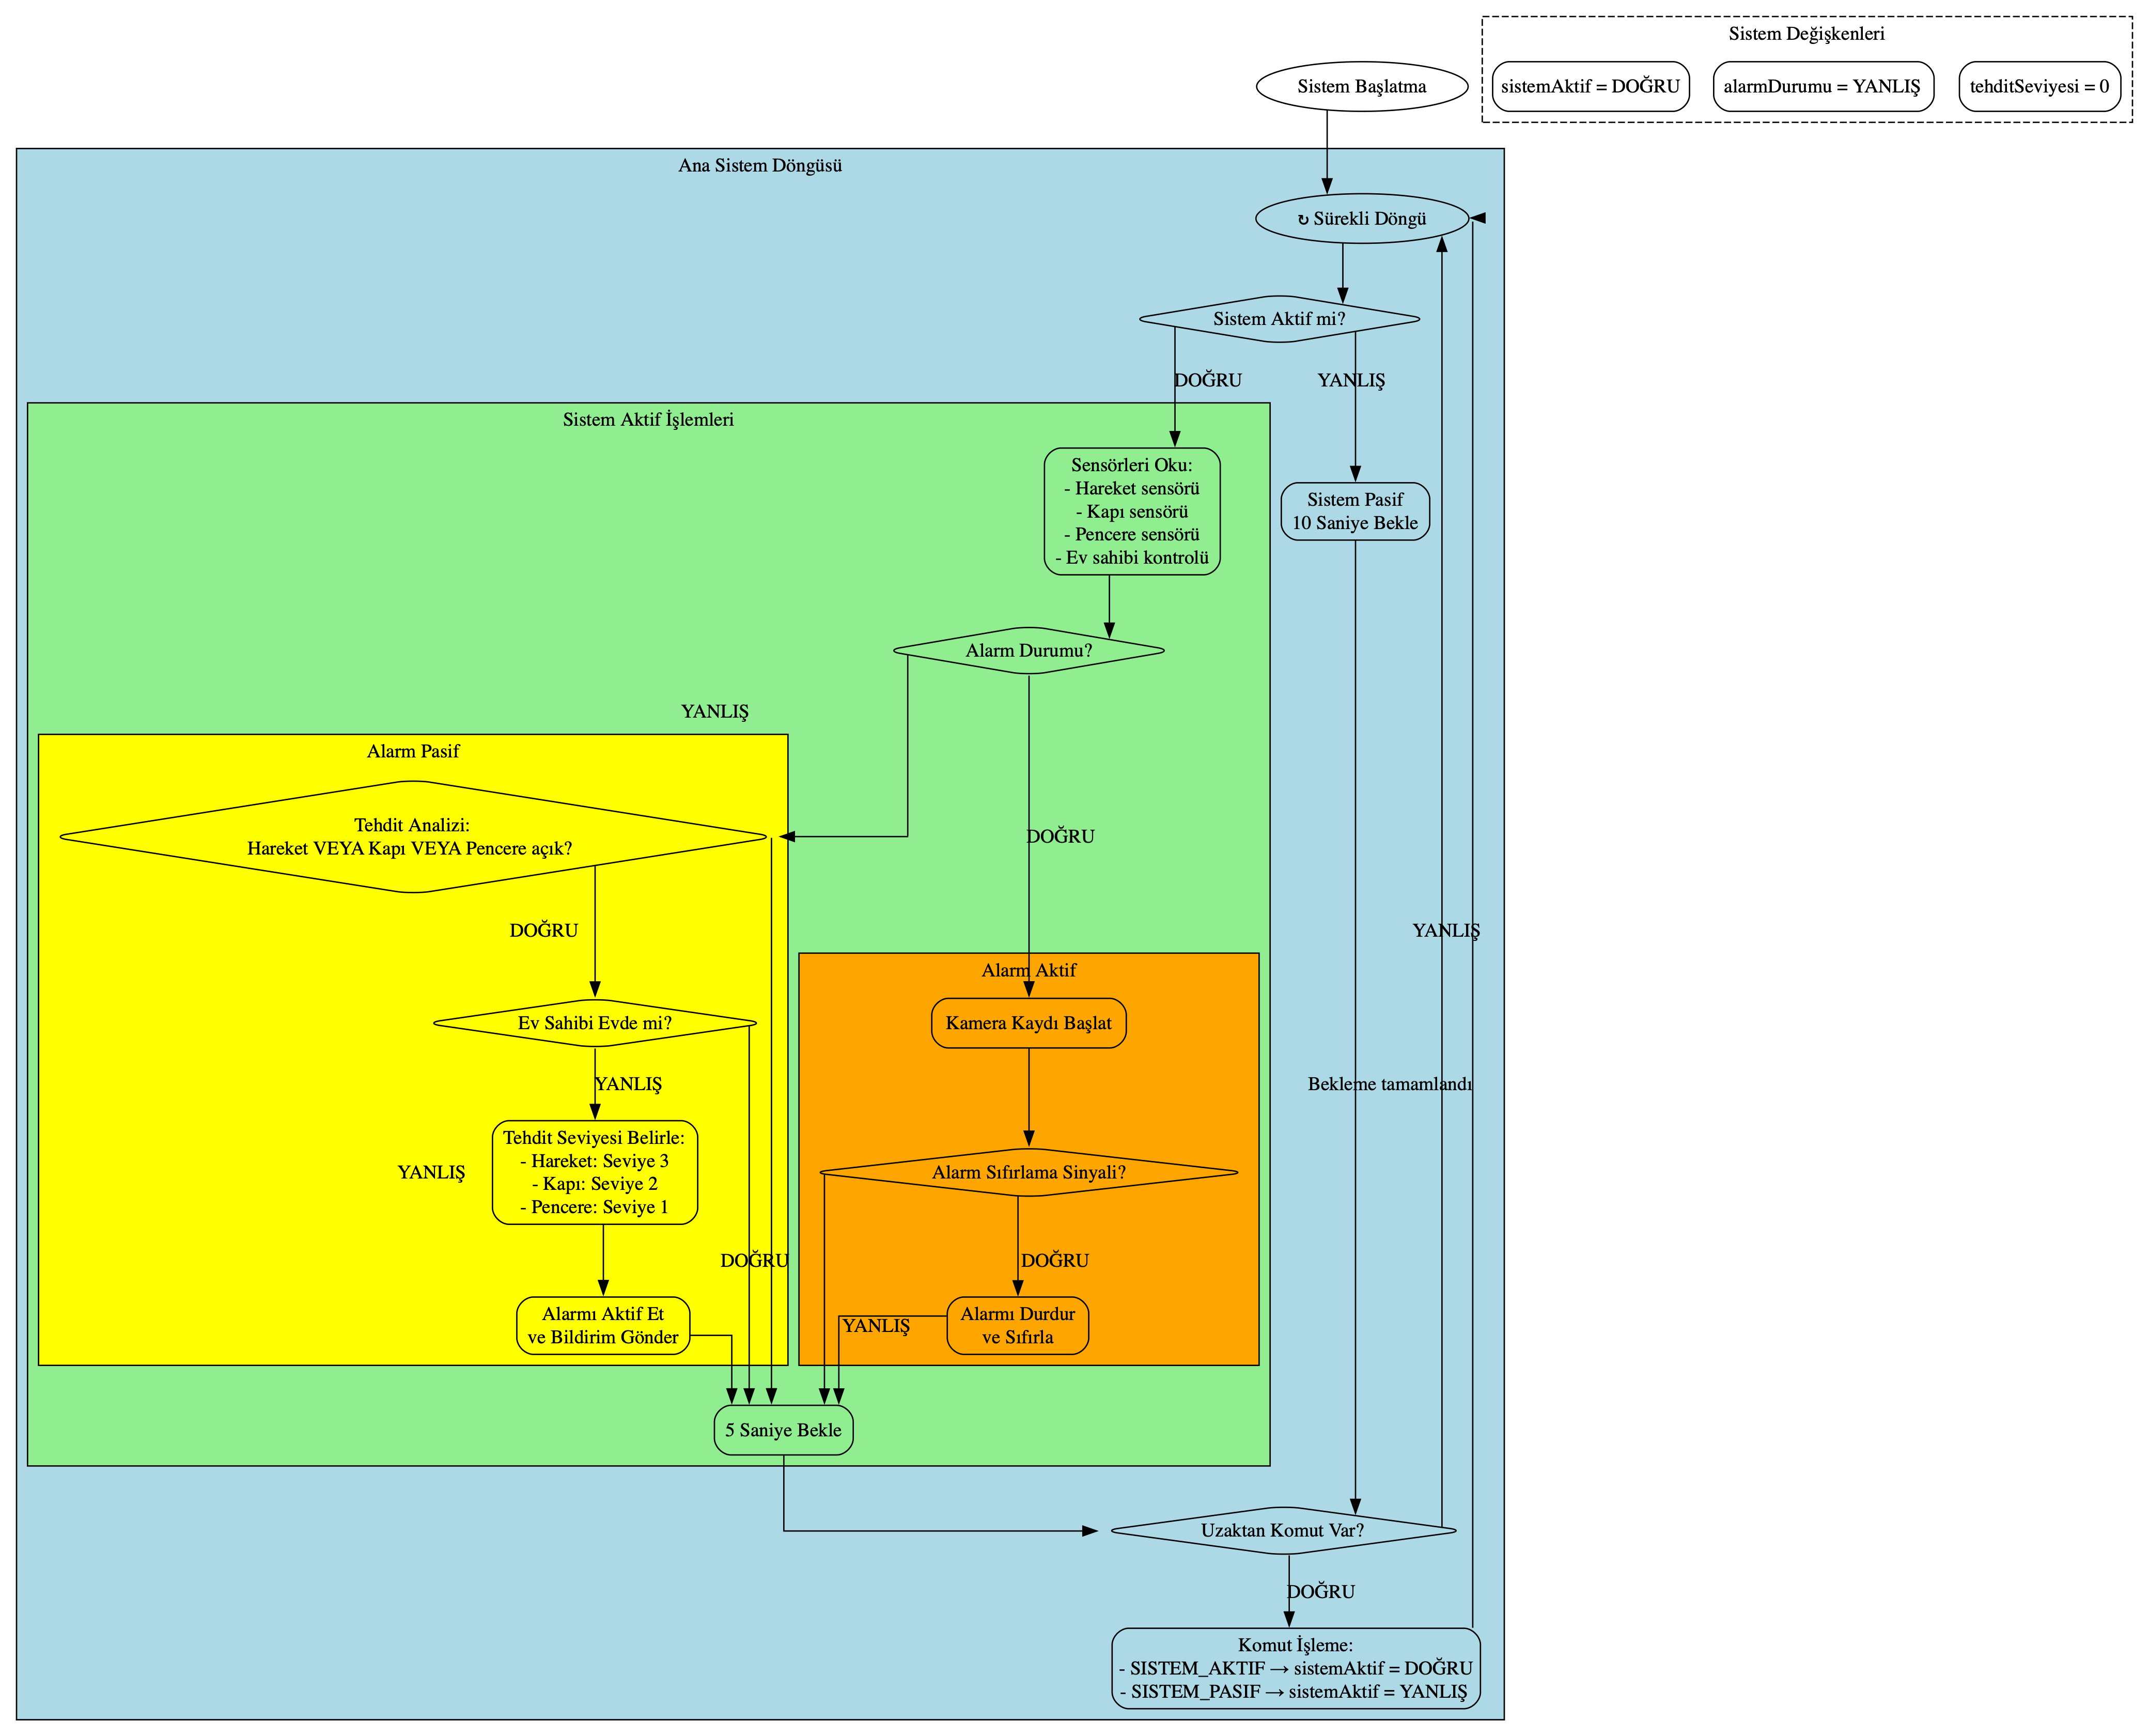 Sistem Değişkenleri
Sistem Başlatma
sistemAktif = DOĞRU
alarmDurumu = YANLIŞ
tehditSeviyesi = 0
Ana Sistem Döngüsü
↻ Sürekli Döngü
Sistem Aktif mi?
DOĞRU
YANLIŞ
Sistem Aktif İşlemleri
Sensörleri Oku:
- Hareket sensörü
- Kapı sensörü
- Pencere sensörü
- Ev sahibi kontrolü
Sistem Pasif
10 Saniye Bekle
Alarm Durumu?
YANLIŞ
Alarm Pasif
Tehdit Analizi:
Hareket VEYA Kapı VEYA Pencere açık?
DOĞRU
DOĞRU
YANLIŞ
Alarm Aktif
Ev Sahibi Evde mi?
Kamera Kaydı Başlat
YANLIŞ
Bekleme tamamlandı
Tehdit Seviyesi Belirle:
- Hareket: Seviye 3
- Kapı: Seviye 2
- Pencere: Seviye 1
YANLIŞ
Alarm Sıfırlama Sinyali?
DOĞRU
DOĞRU
Alarmı Aktif Et
ve Bildirim Gönder
YANLIŞ
Alarmı Durdur
ve Sıfırla
5 Saniye Bekle
Uzaktan Komut Var?
DOĞRU
Komut İşleme:
- SISTEM_AKTIF → sistemAktif = DOĞRU
- SISTEM_PASIF → sistemAktif = YANLIŞ